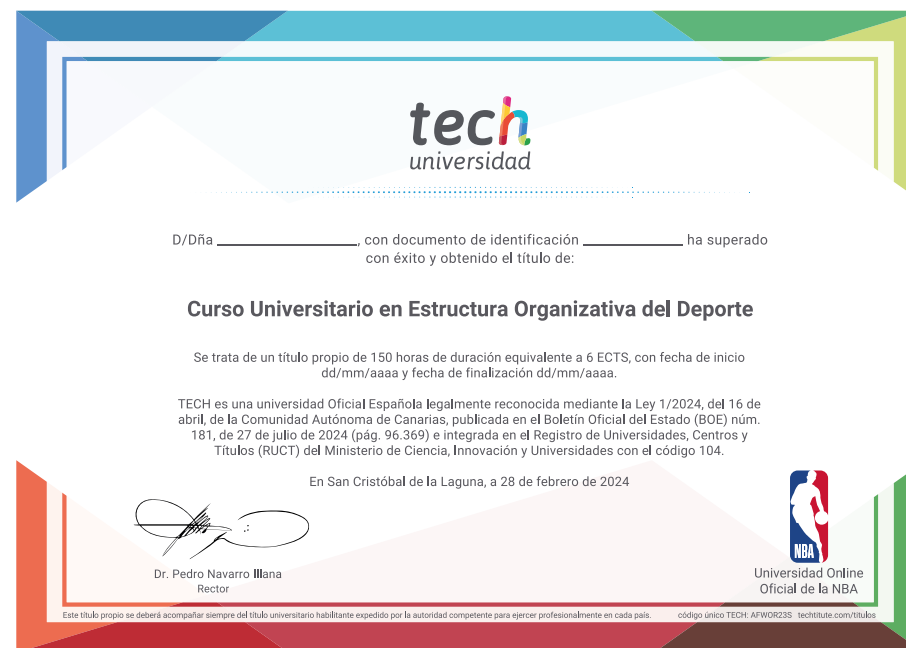 tech
universidad
D/Dña ____________________, con documento de identificación ______________ ha superado
con éxito y obtenido el título de:
Curso Universitario en Estructura Organizativa del Deporte
Se trata de un título propio de 150 horas de duración equivalente a 6 ECTS, con fecha de inicio
dd/mm/aaaa y fecha de finalización dd/mm/aaaa.
TECH es una universidad Oficial Española legalmente reconocida mediante la Ley 1/2024, del 16 de
abril, de la Comunidad Autónoma de Canarias, publicada en el Boletín Oficial del Estado (BOE) núm.
181, de 27 de julio de 2024 (pág. 96.369) e integrada en el Registro de Universidades, Centros y
Títulos (RUCT) del Ministerio de Ciencia, Innovación y Universidades con el código 104.
En San Cristóbal de la Laguna, a 28 de febrero de 2024
Dr. Pedro Navarro Illana
Rector
NBA
Universidad Online
Oficial de la NBA
Este título propio se deberá acompañar siempre del título universitario habilitante expedido por la autoridad competente para ejercer profesionalmente en cada país.
código único TECH: AFWOR23S techtitute.com/titulos